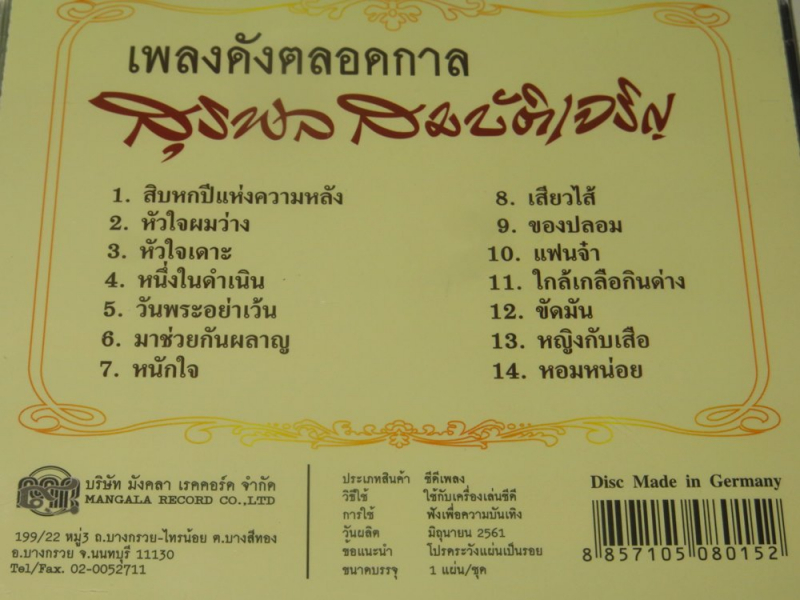 เพลงดังตลอดกาล
สุรพล สมบัติเจริญ
1. สิบหกปีแห่งความหลัง
2. หัวใจผมว่าง
3. หัวใจเดาะ
4. หนึ่งในดำเนิน
5. วันพระอย่าเว้น
6. มาช่วยกันผลาญ
7. หนักใจ
8. เสียวไส้
9. ของปลอม
10. แฟนจ๋า
11. ใกล้เกลือกินด่าง
12. ขัดมัน
13. หญิงกับเสือ
14. หอมหน่อย
บริษัท มังคลา เรคคอร์ด จำกัด
MANGALA RECORD CO.,LTD
199/22 หมู่3 ถ.บางกรวย-ไทรน้อย ต.บางสีทอง
อ.บางกรวย จ.นนทบุรี 11130
Tel/Fax. 02-0052711
ประเภทสินค้า ซีดีเพลง
วิธีใช้ ใช้กับเครื่องเล่นซีดี
การใช้ ฟังเพื่อความบันเทิง
วันผลิต มิถุนายน 2561
ข้อแนะนำ โปรดระวังแผ่นเป็นรอย
ขนาดบรรจุ 1 แผ่น/ชุด
Disc Made in Germany
8 857105 080152